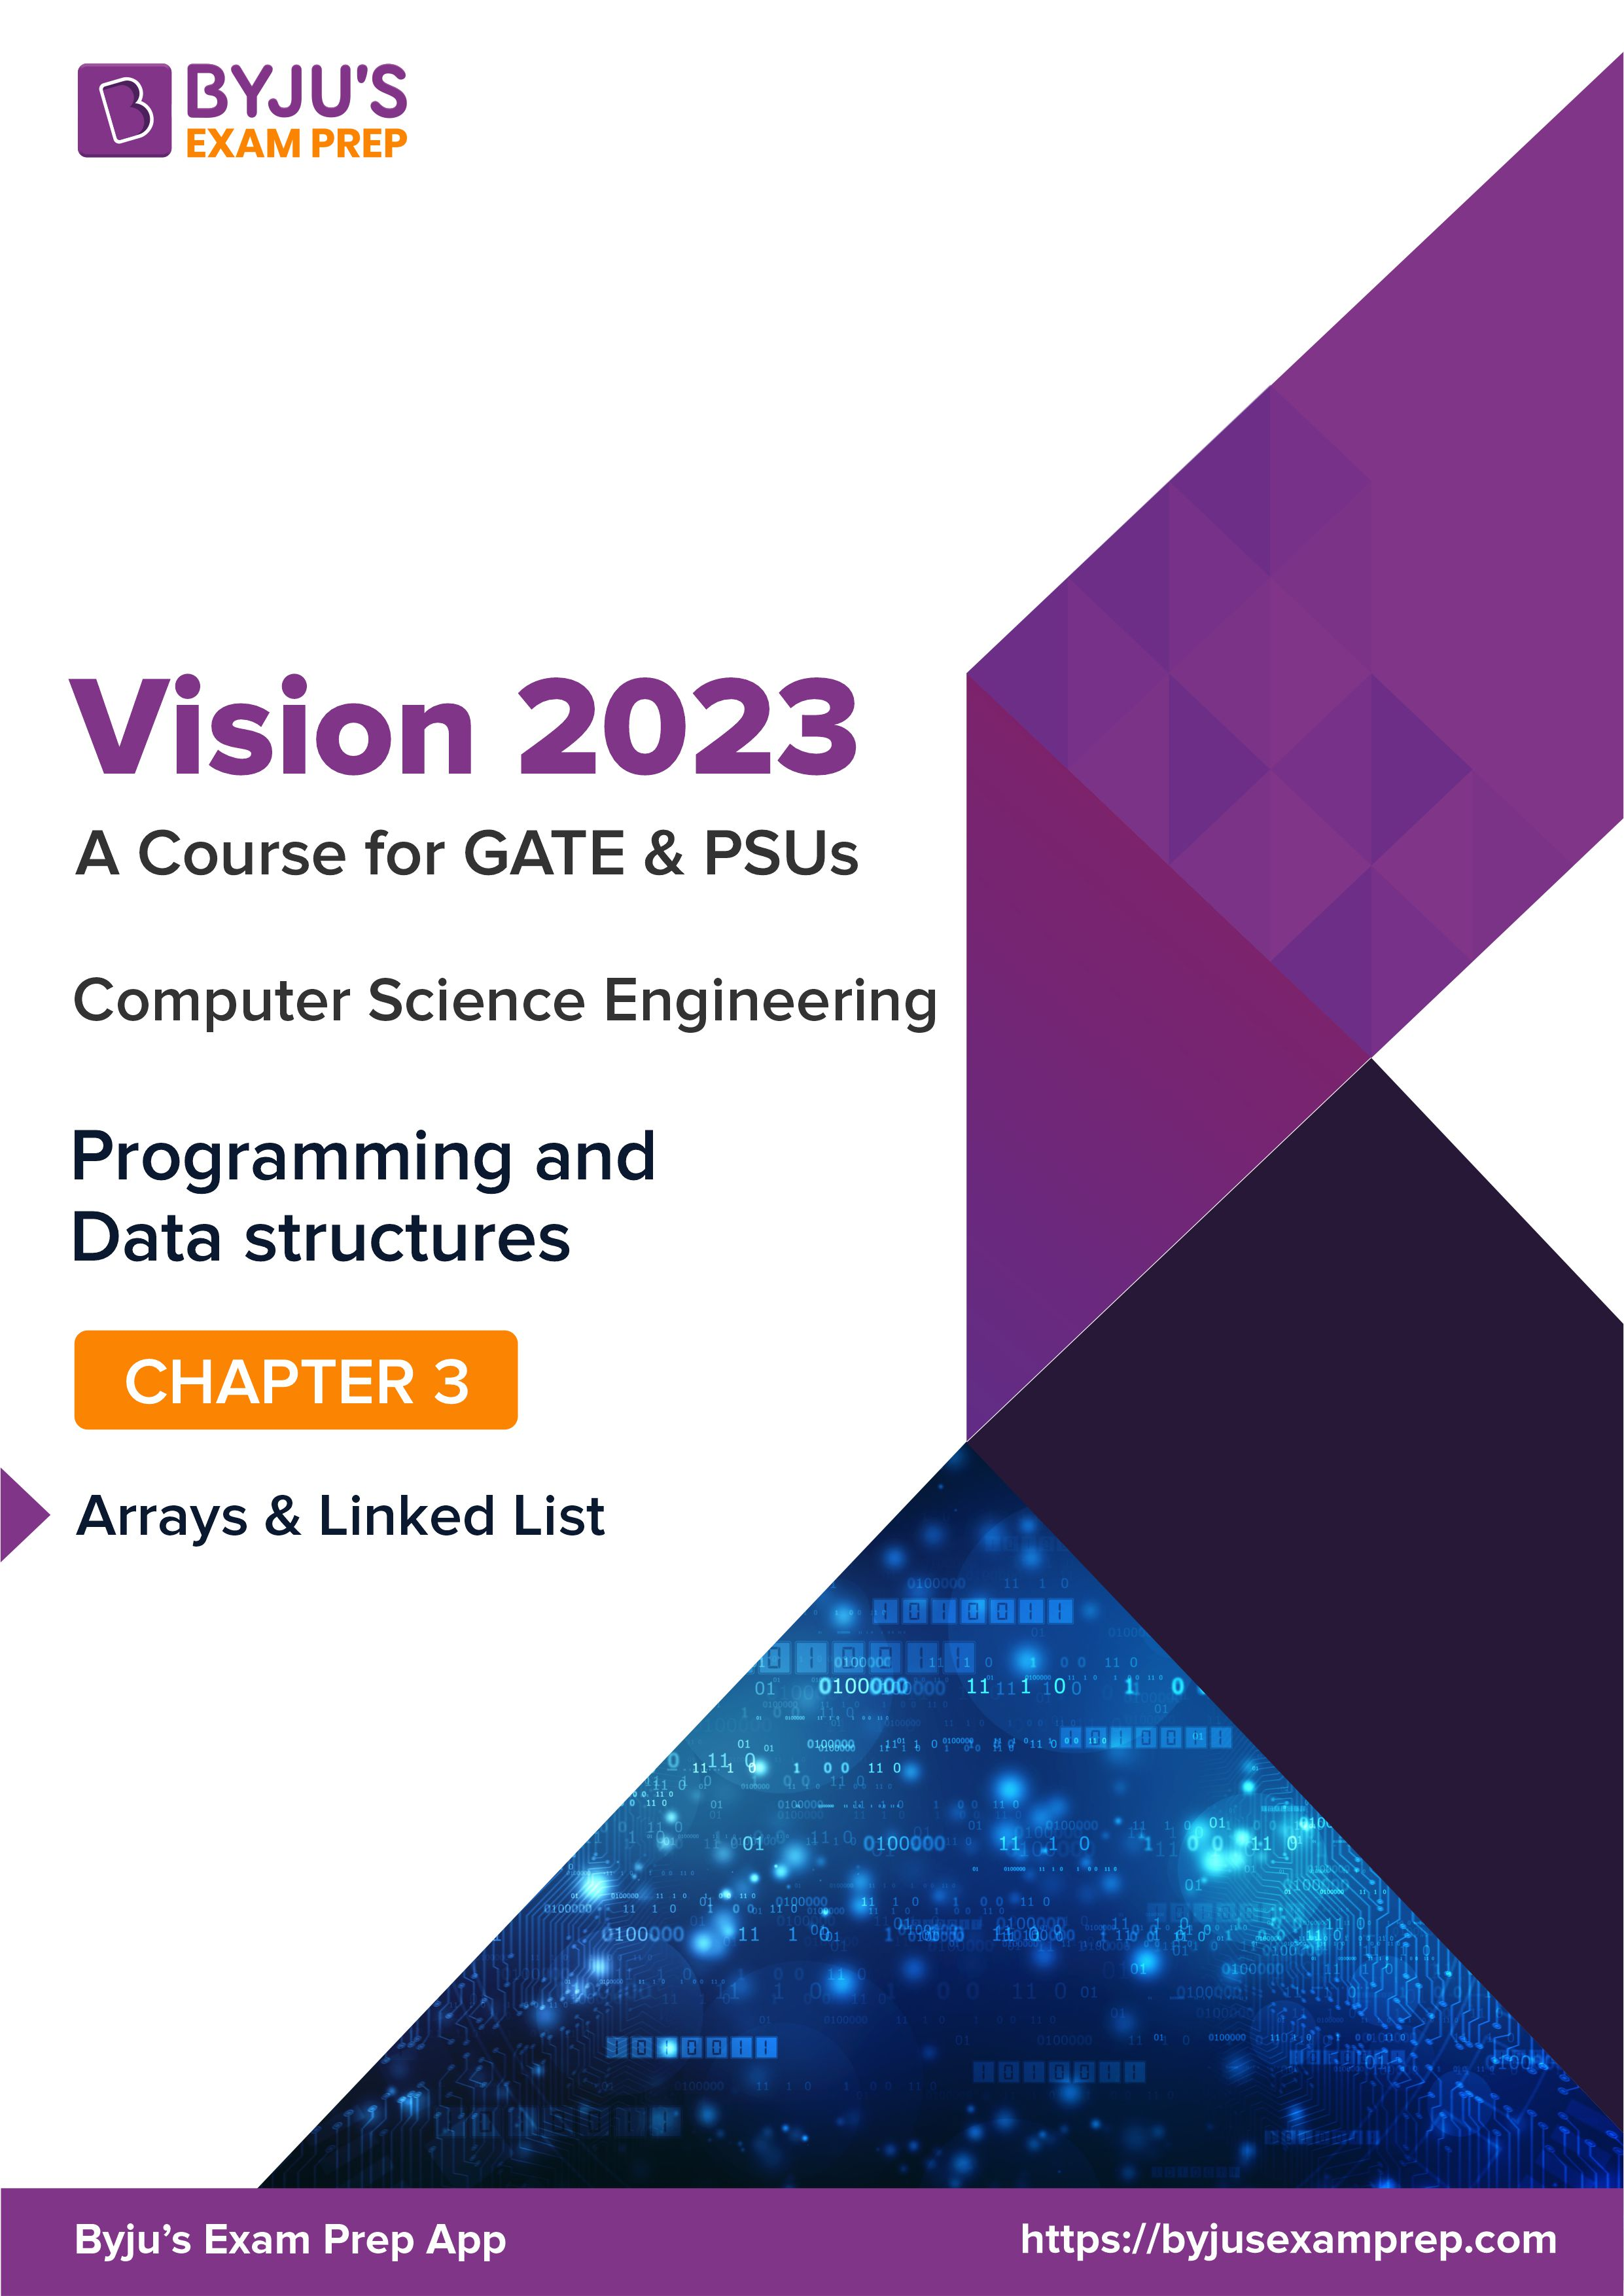 BYJU'S
EXAM PREP
Vision 2023
A Course for GATE & PSUs
Computer Science Engineering
Programming and
Data structures
CHAPTER 3
Arrays & Linked List
Byju’s Exam Prep App
https://byjusexamprep.com